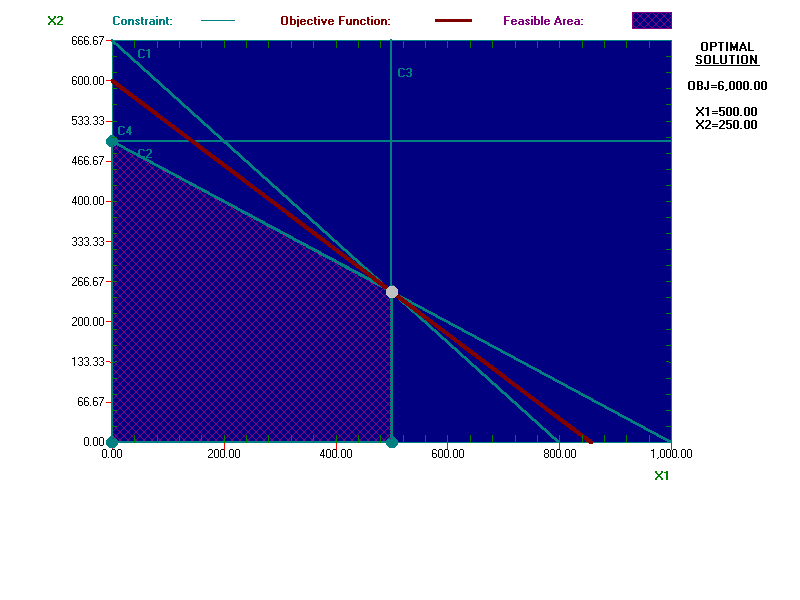 X2 Constraint: Objective Function: Feasible Area:
666.67
C1
OPTIMAL
SOLUTION
C3
600.00
OBJ=6,000.00
X1=500.00
533.33
X2=250.00
C4
C2
466.67
400.00
333.33
266.67
200.00
133.33
66.67
0.00
0.00 200.00 400.00 600.00 800.00 1,000.00
X1